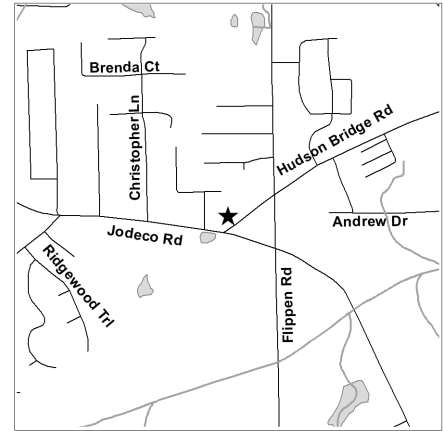 Brenda Ct
Christopher Ln
Hudson Bridge Rd
Andrew Dr
Jodeco Rd
Ridgewood Trl
Flippen Rd